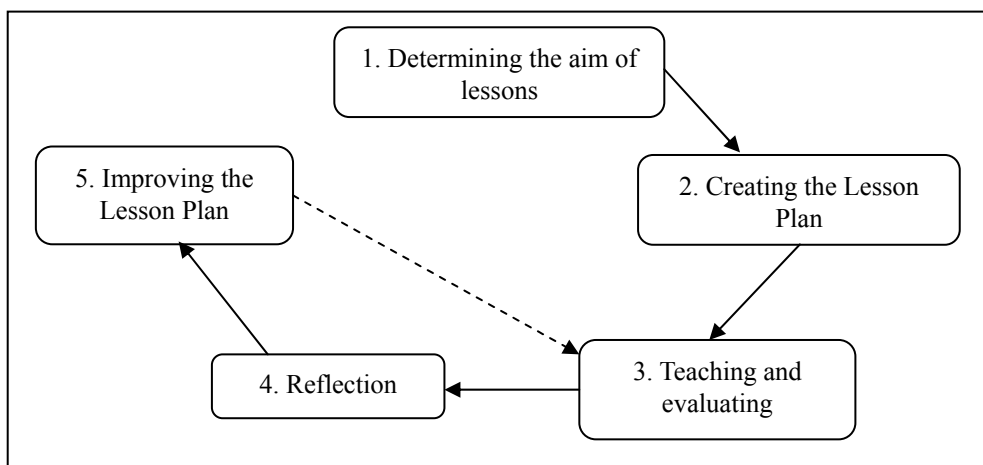 1. Determining the aim of
lessons
2. Creating the Lesson
Plan
3. Teaching and
evaluating
4. Reflection
5. Improving the
Lesson Plan